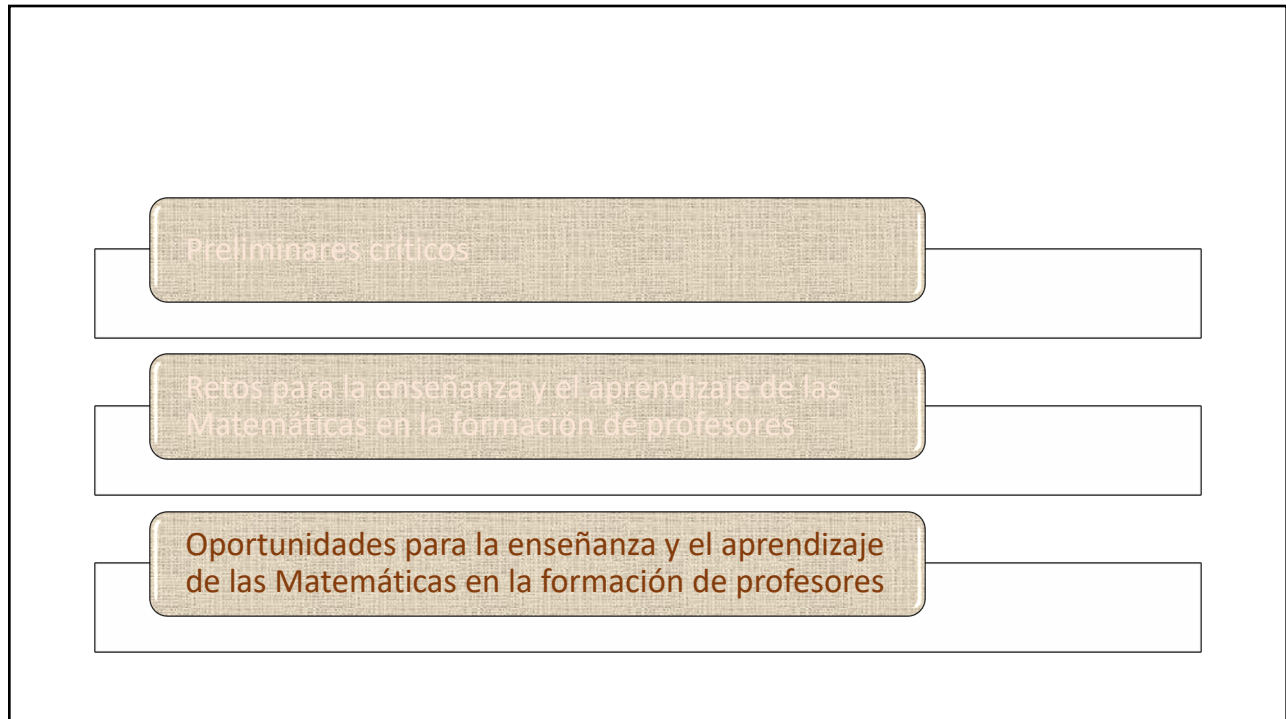 Preliminares críticos
Retos para la enseñanza y el aprendizaje de las
Matemáticas en la formación de profesores
Oportunidades para la enseñanza y el aprendizaje
de las Matemáticas en la formación de profesores